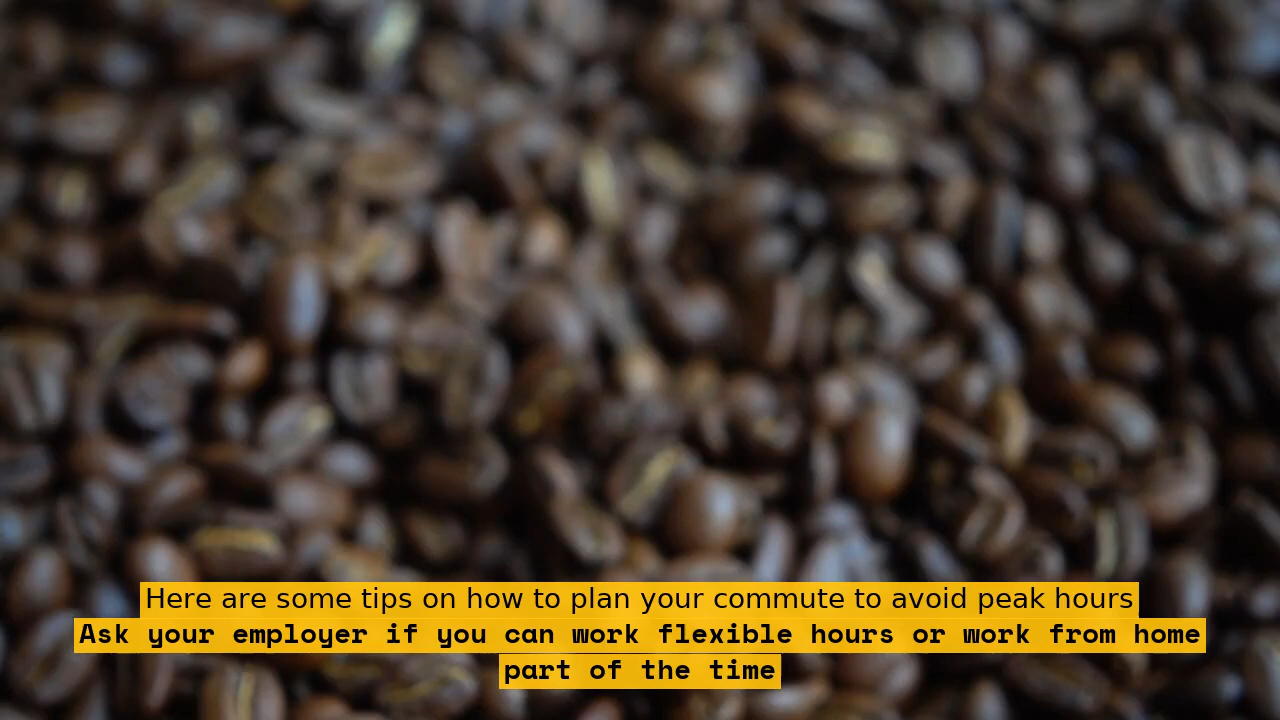 Here are some tips on how to plan your commute to avoid peak hours
Ask your employer if you can work flexible hours or work from home
part of the time